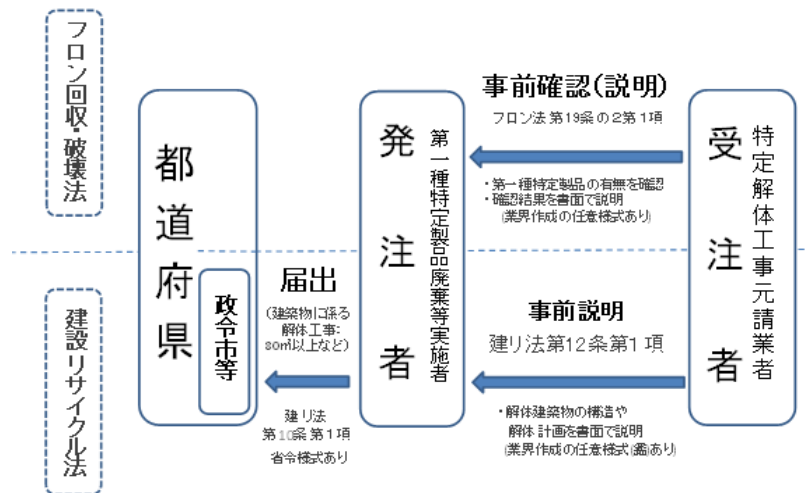 フロン回収・破壊法
建設リサイクル法
都道府県
政令市等
届出
(建築物に係る
解体工事:
80㎡以上など)
建リ法
第10条第1項
省令様式あり
発注者
第一種特定製品廃棄等実施者
事前確認(説明)
フロン法第19条の2第1項
・第一種特定製品の有無を確認
・確認結果を書面で説明
(業界作成の任意様式あり)
事前説明
建リ法第12条第1項
・解体建築物の構造や
解体計画を書面で説明
(業界作成の任意様式(鑑)あり)
受注者
特定解体工事元請業者